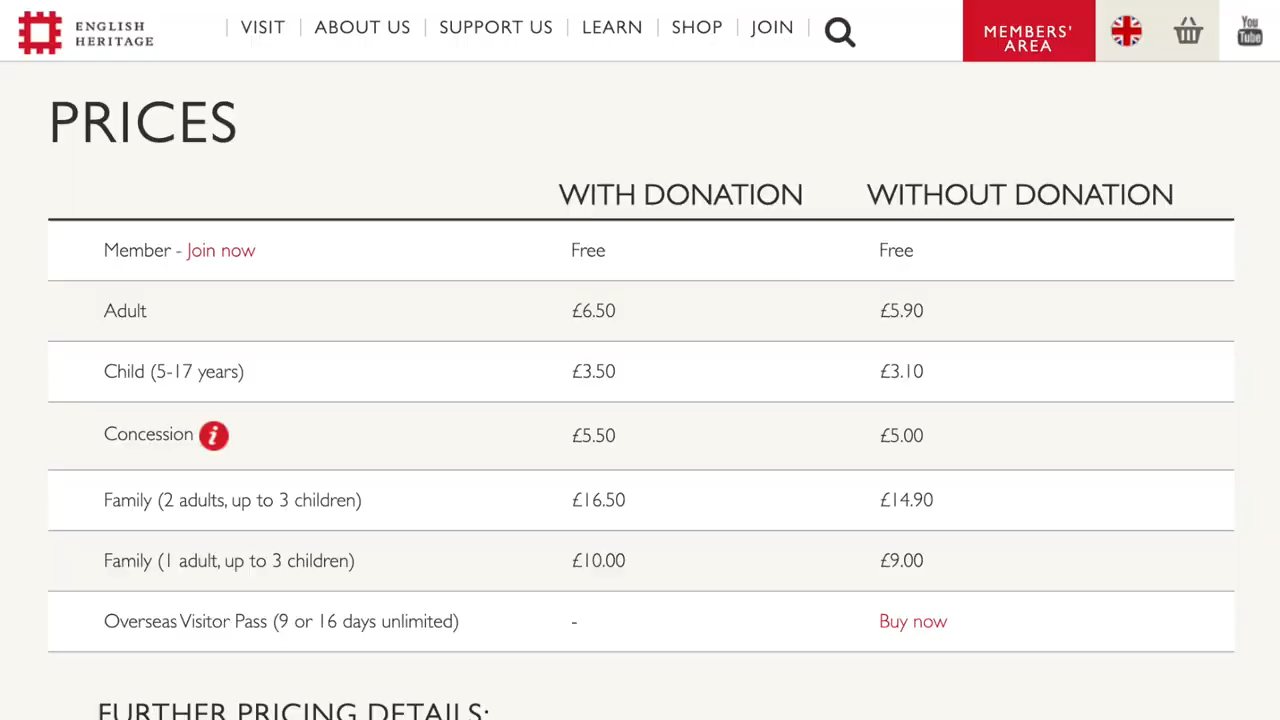 ENGLISH
HERITAGE
VISIT
ABOUT US
SUPPORT US
LEARN
SHOP
JOIN
MEMBERS'
AREA
You
Tube
PRICES
WITH DONATION WITHOUT DONATION
Member - Join now Free Free
Adult £6.50 £5.90
Child (5-17 years) £3.50 £3.10
Concession i £5.50 £5.00
Family (2 adults, up to 3 children) £16.50 £14.90
Family (1 adult, up to 3 children) £10.00 £9.00
Overseas Visitor Pass (9 or 16 days unlimited) - Buy now
FURTHER PRICING DETAILS: